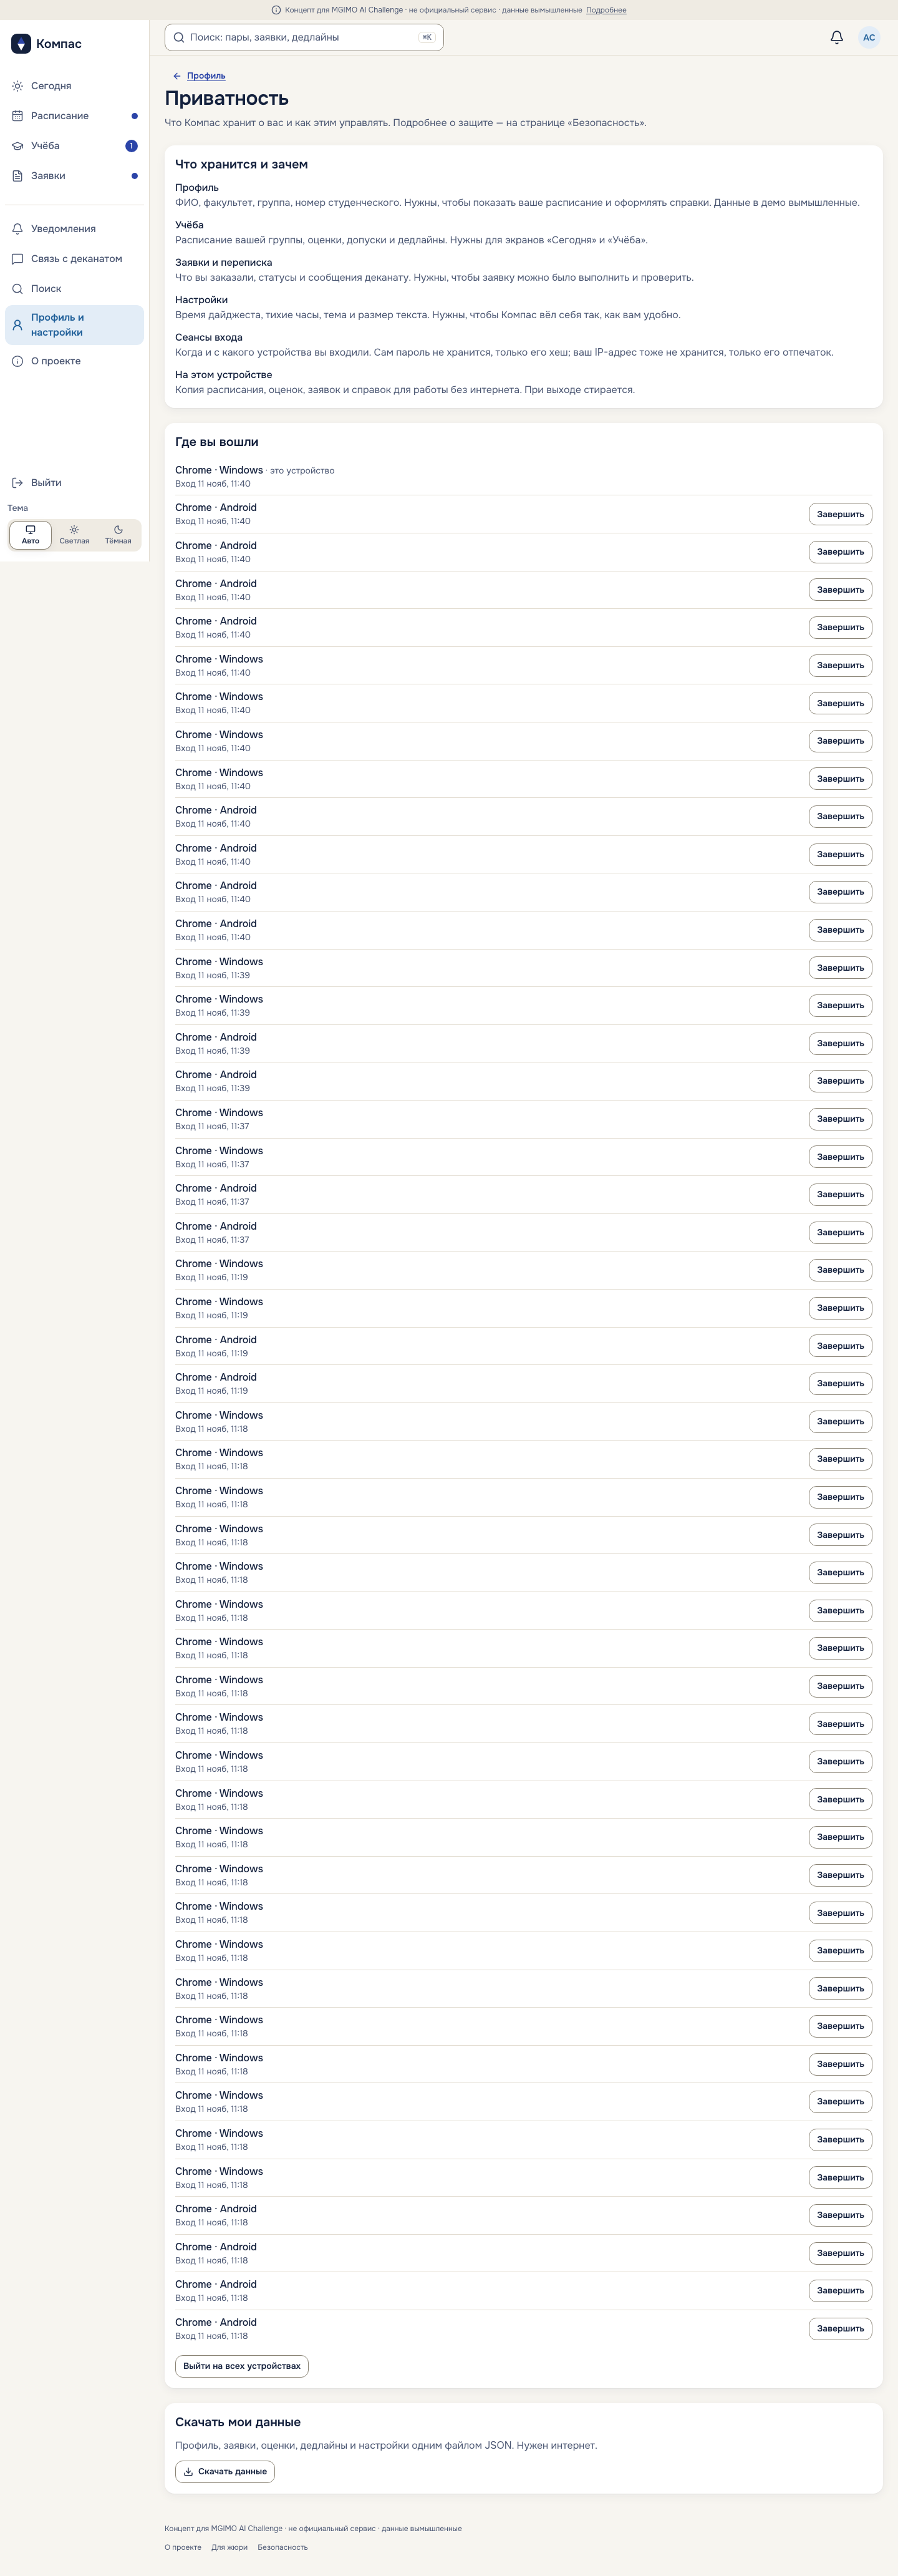 Концепт для MGIMO AI Challenge · не официальный сервис · данные вымышленные Подробнее
Компас
Поиск: пары, заявки, дедлайны
⌘K
АС
Сегодня
Расписание
Учёба
1
Заявки
Уведомления
Связь с деканатом
Поиск
Профиль и
настройки
О проекте
Выйти
Тема
Авто
Светлая
Тёмная
Профиль
Приватность
Что Компас хранит о вас и как этим управлять. Подробнее о защите — на странице «Безопасность».
Что хранится и зачем
Профиль
ФИО, факультет, группа, номер студенческого. Нужны, чтобы показать ваше расписание и оформлять справки. Данные в демо вымышленные.
Учёба
Расписание вашей группы, оценки, допуски и дедлайны. Нужны для экранов «Сегодня» и «Учёба».
Заявки и переписка
Что вы заказали, статусы и сообщения деканату. Нужны, чтобы заявку можно было выполнить и проверить.
Настройки
Время дайджеста, тихие часы, тема и размер текста. Нужны, чтобы Компас вёл себя так, как вам удобно.
Сеансы входа
Когда и с какого устройства вы входили. Сам пароль не хранится, только его хеш; ваш IP-адрес тоже не хранится, только его отпечаток.
На этом устройстве
Копия расписания, оценок, заявок и справок для работы без интернета. При выходе стирается.
Где вы вошли
Chrome · Windows · это устройство
Вход 11 нояб, 11:40
Chrome · Android
Вход 11 нояб, 11:40
Завершить
Chrome · Android
Вход 11 нояб, 11:40
Завершить
Chrome · Android
Вход 11 нояб, 11:40
Завершить
Chrome · Android
Вход 11 нояб, 11:40
Завершить
Chrome · Windows
Вход 11 нояб, 11:40
Завершить
Chrome · Windows
Вход 11 нояб, 11:40
Завершить
Chrome · Windows
Вход 11 нояб, 11:40
Завершить
Chrome · Windows
Вход 11 нояб, 11:40
Завершить
Chrome · Android
Вход 11 нояб, 11:40
Завершить
Chrome · Android
Вход 11 нояб, 11:40
Завершить
Chrome · Android
Вход 11 нояб, 11:40
Завершить
Chrome · Android
Вход 11 нояб, 11:40
Завершить
Chrome · Windows
Вход 11 нояб, 11:39
Завершить
Chrome · Windows
Вход 11 нояб, 11:39
Завершить
Chrome · Android
Вход 11 нояб, 11:39
Завершить
Chrome · Android
Вход 11 нояб, 11:39
Завершить
Chrome · Windows
Вход 11 нояб, 11:37
Завершить
Chrome · Windows
Вход 11 нояб, 11:37
Завершить
Chrome · Android
Вход 11 нояб, 11:37
Завершить
Chrome · Android
Вход 11 нояб, 11:37
Завершить
Chrome · Windows
Вход 11 нояб, 11:19
Завершить
Chrome · Windows
Вход 11 нояб, 11:19
Завершить
Chrome · Android
Вход 11 нояб, 11:19
Завершить
Chrome · Android
Вход 11 нояб, 11:19
Завершить
Chrome · Windows
Вход 11 нояб, 11:18
Завершить
Chrome · Windows
Вход 11 нояб, 11:18
Завершить
Chrome · Windows
Вход 11 нояб, 11:18
Завершить
Chrome · Windows
Вход 11 нояб, 11:18
Завершить
Chrome · Windows
Вход 11 нояб, 11:18
Завершить
Chrome · Windows
Вход 11 нояб, 11:18
Завершить
Chrome · Windows
Вход 11 нояб, 11:18
Завершить
Chrome · Windows
Вход 11 нояб, 11:18
Завершить
Chrome · Windows
Вход 11 нояб, 11:18
Завершить
Chrome · Windows
Вход 11 нояб, 11:18
Завершить
Chrome · Windows
Вход 11 нояб, 11:18
Завершить
Chrome · Windows
Вход 11 нояб, 11:18
Завершить
Chrome · Windows
Вход 11 нояб, 11:18
Завершить
Chrome · Windows
Вход 11 нояб, 11:18
Завершить
Chrome · Windows
Вход 11 нояб, 11:18
Завершить
Chrome · Windows
Вход 11 нояб, 11:18
Завершить
Chrome · Windows
Вход 11 нояб, 11:18
Завершить
Chrome · Windows
Вход 11 нояб, 11:18
Завершить
Chrome · Windows
Вход 11 нояб, 11:18
Завершить
Chrome · Windows
Вход 11 нояб, 11:18
Завершить
Chrome · Windows
Вход 11 нояб, 11:18
Завершить
Chrome · Android
Вход 11 нояб, 11:18
Завершить
Chrome · Android
Вход 11 нояб, 11:18
Завершить
Chrome · Android
Вход 11 нояб, 11:18
Завершить
Chrome · Android
Вход 11 нояб, 11:18
Завершить
Выйти на всех устройствах
Скачать мои данные
Профиль, заявки, оценки, дедлайны и настройки одним файлом JSON. Нужен интернет.
Скачать данные
Концепт для MGIMO AI Challenge · не официальный сервис · данные вымышленные
О проекте Для жюри Безопасность